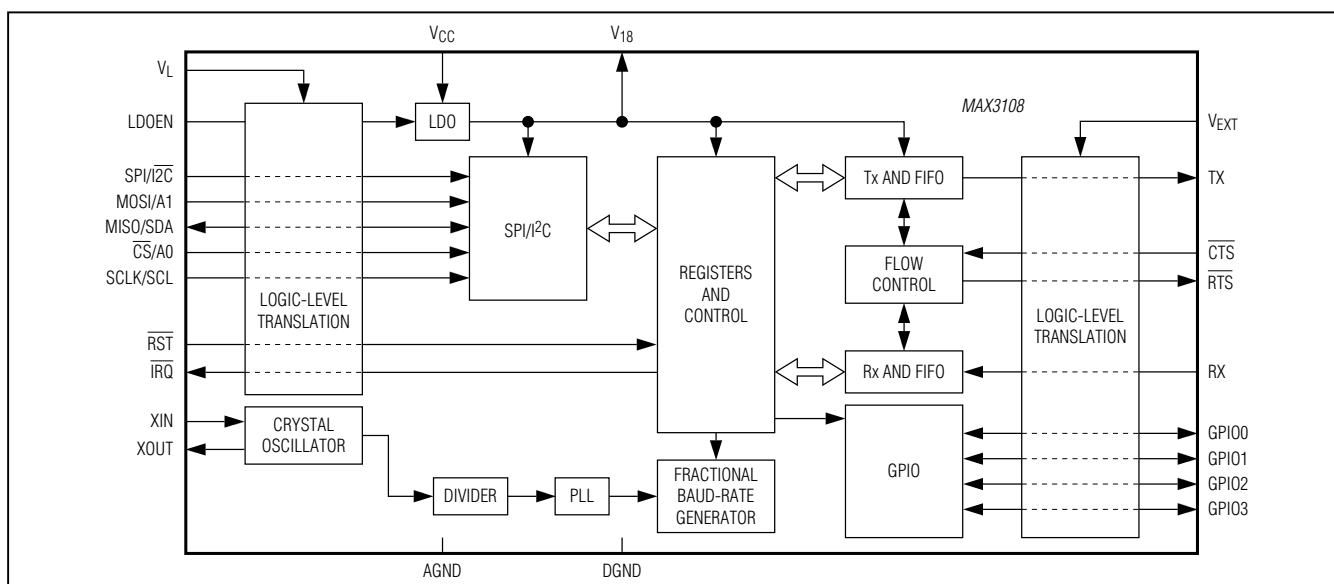 VCC
V18
VL
LDOEN
LDO
MAX3108
VEXT
SPI/I2C
MOSI/A1
MISO/SDA
CS/A0
SCLK/SCL
RST
IRQ
XIN
XOUT
LOGIC-LEVEL
TRANSLATION
CRYSTAL
OSCILLATOR
SPI/I²C
REGISTERS
AND
CONTROL
DIVIDER
PLL
FRACTIONAL
BAUD-RATE
GENERATOR
Tx AND FIFO
FLOW
CONTROL
Rx AND FIFO
GPIO
LOGIC-LEVEL
TRANSLATION
TX
CTS
RTS
RX
GPIO0
GPIO1
GPIO2
GPIO3
AGND
DGND